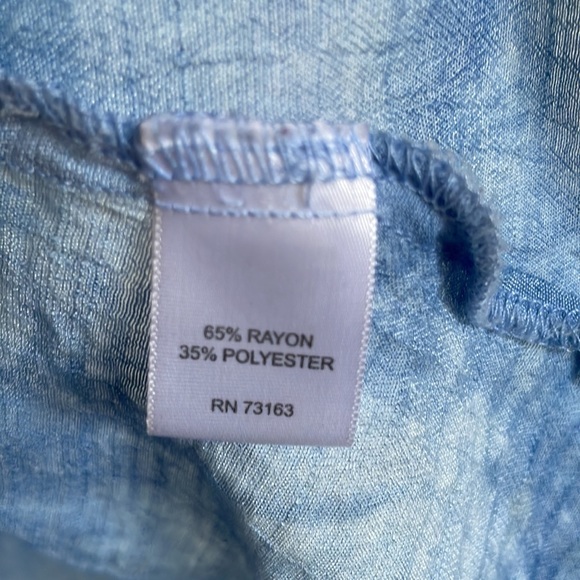 65% RAYON
35% POLYESTER
RN 73163